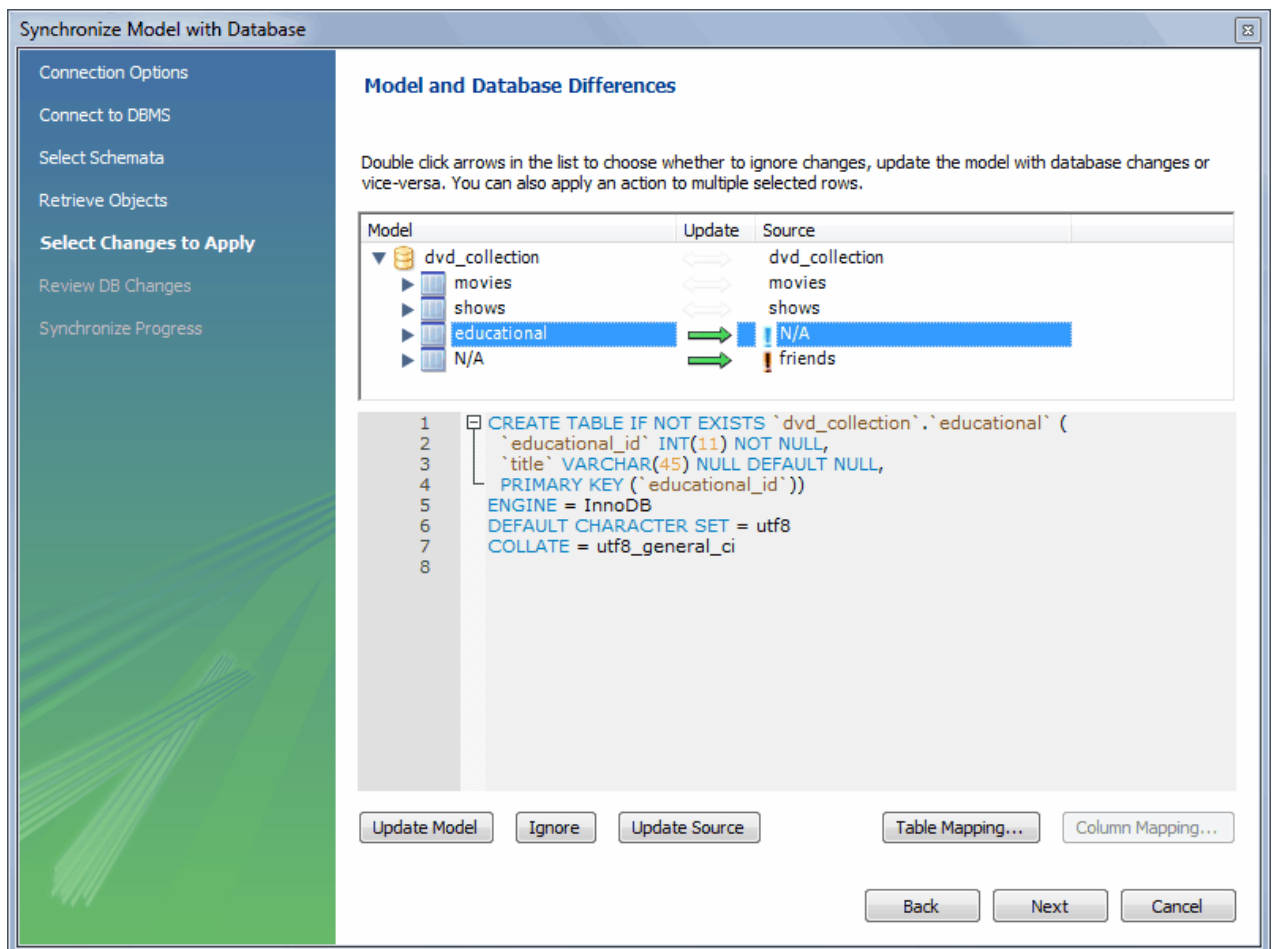 Synchronize Model with Database
Connection Options
Connect to DBMS
Select Schemata
Retrieve Objects
Select Changes to Apply
Review DB Changes
Synchronize Progress
Model and Database Differences
Double click arrows in the list to choose whether to ignore changes, update the model with database changes or
vice-versa. You can also apply an action to multiple selected rows.
Model Update Source
dvd_collection dvd_collection
movies movies
shows shows
educational N/A
N/A friends
1 CREATE TABLE IF NOT EXISTS `dvd_collection`.`educational` (
2 `educational_id` INT(11) NOT NULL,
3 `title` VARCHAR(45) NULL DEFAULT NULL,
4 PRIMARY KEY (`educational_id`))
5 ENGINE = InnoDB
6 DEFAULT CHARACTER SET = utf8
7 COLLATE = utf8_general_ci
8
Update Model Ignore Update Source Table Mapping... Column Mapping...
Back Next Cancel